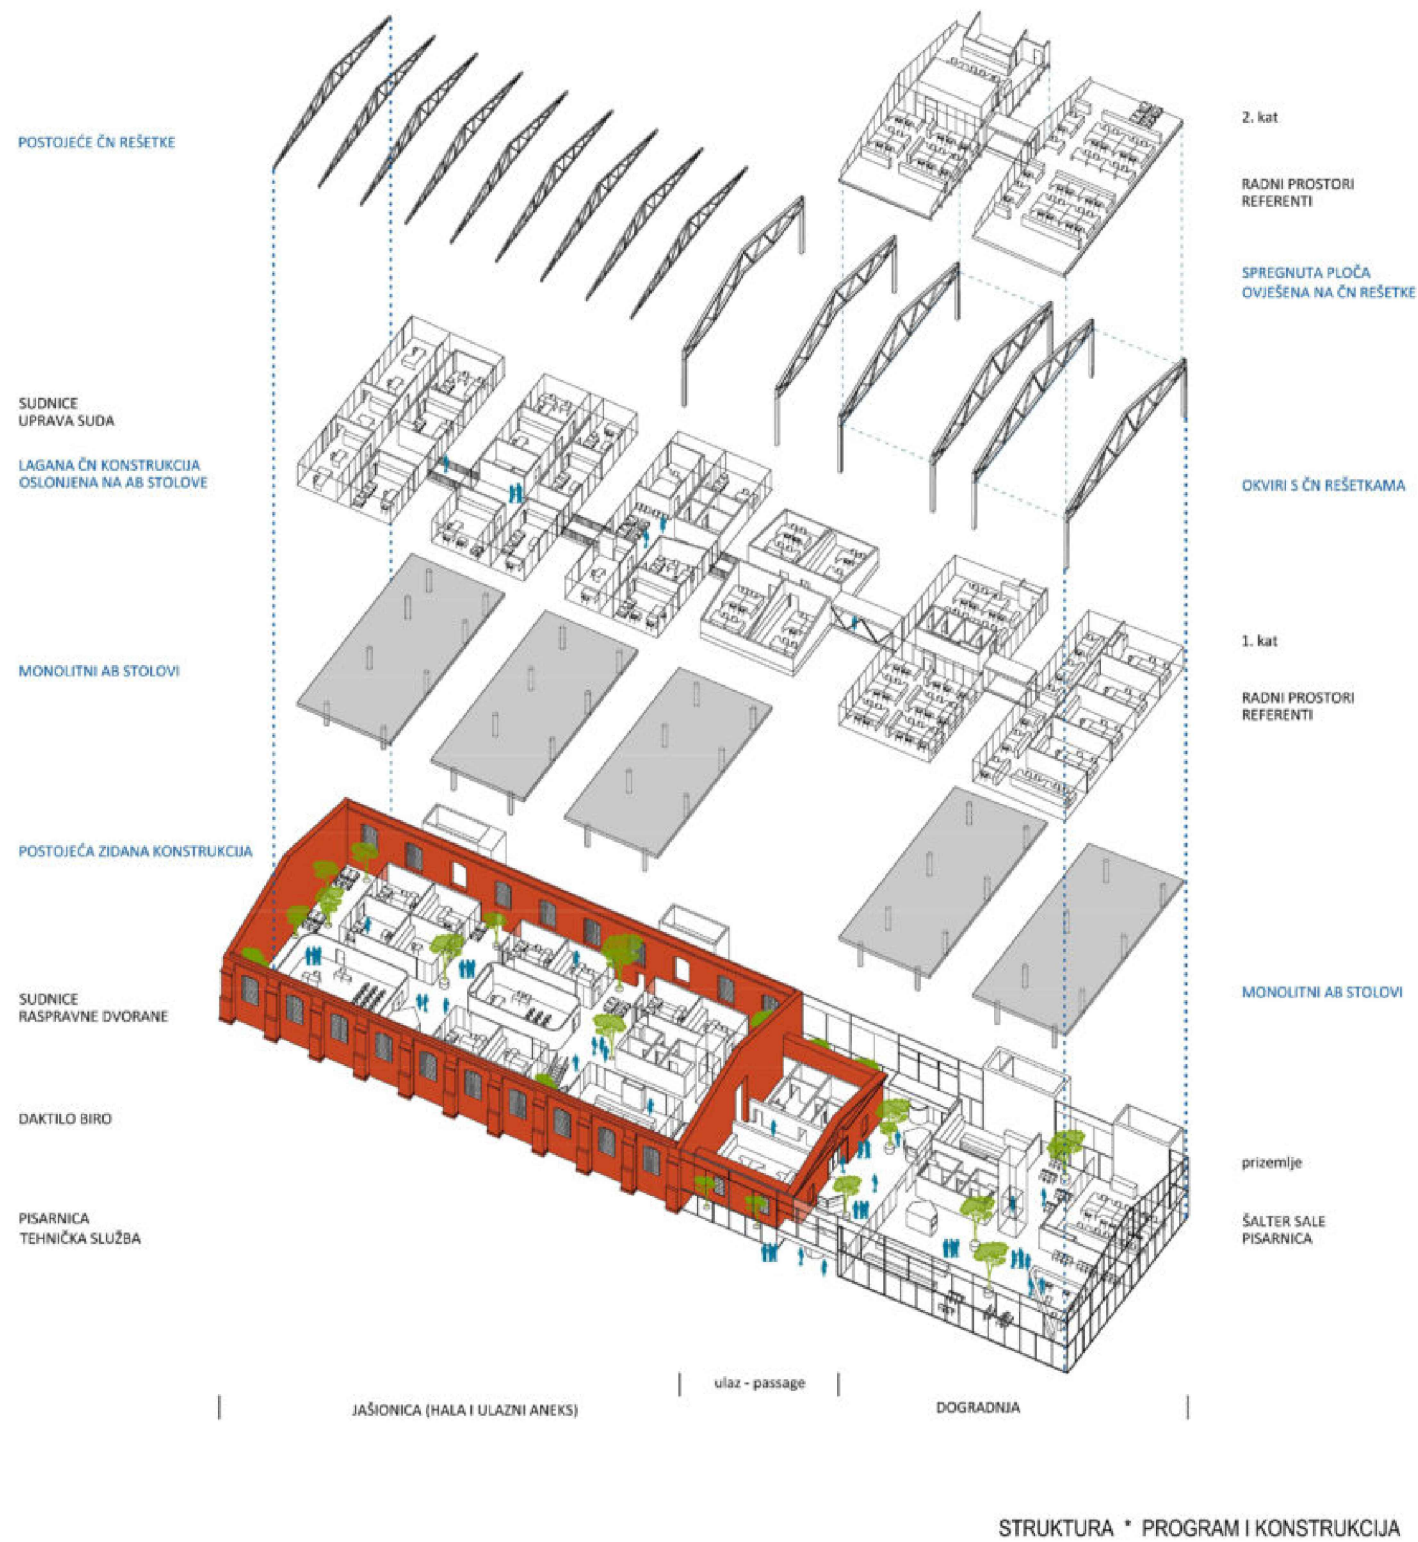 POSTOJEĆE ČN REŠETKE
SUDNICE
UPRAVA SUDA
LAGANA ČN KONSTRUKCIJA
OSLONJENA NA AB STOLOVE
MONOLITNI AB STOLOVI
POSTOJEĆA ZIDANA KONSTRUKCIJA
SUDNICE
RASPRAVNE DVORANE
DAKTILO BIRO
PISARNICA
TEHNIČKA SLUŽBA
2. kat
RADNI PROSTORI
REFERENTI
SPREGNUTA PLOČA
OVJEŠENA NA ČN REŠETKE
OKVIRI S ČN REŠETKAMA
1. kat
RADNI PROSTORI
REFERENTI
MONOLITNI AB STOLOVI
prizemlje
ŠALTER SALE
PISARNICA
ulaz - passage
JAŠIONICA (HALA I ULAZNI ANEKS)
DOGRADNJA
STRUKTURA * PROGRAM I KONSTRUKCIJA